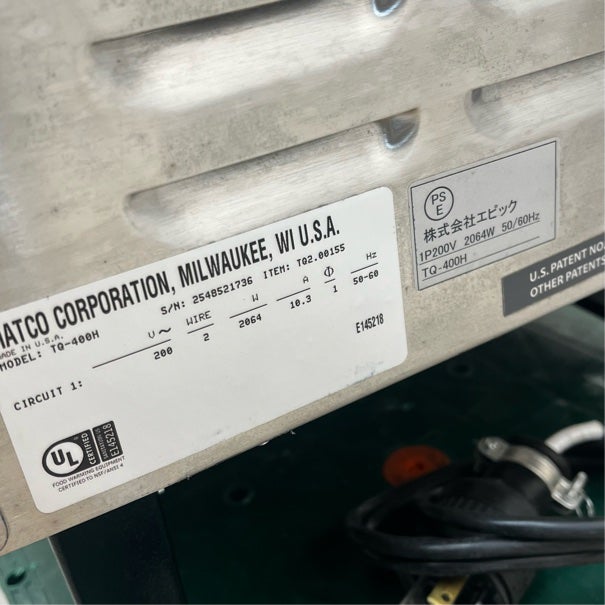 HATCO CORPORATION, MILWAUKEE, WI U.S.A.
MADE IN U.S.A.
S/N: 2548521736 ITEM: TQ2.00155
MODEL: TQ-400H
V~ WIRE W A Φ Hz
CIRCUIT 1: 200 2 2064 10.3 1 50-60
E145218
UL CERTIFIED
E145218
FOOD WARMING EQUIPMENT
CERTIFIED TO NSF/ANSI 4
PS
E
株式会社エピック
1P200V 2064W 50/60Hz
TQ-400H
U.S. PATENT NO
OTHER PATENTS